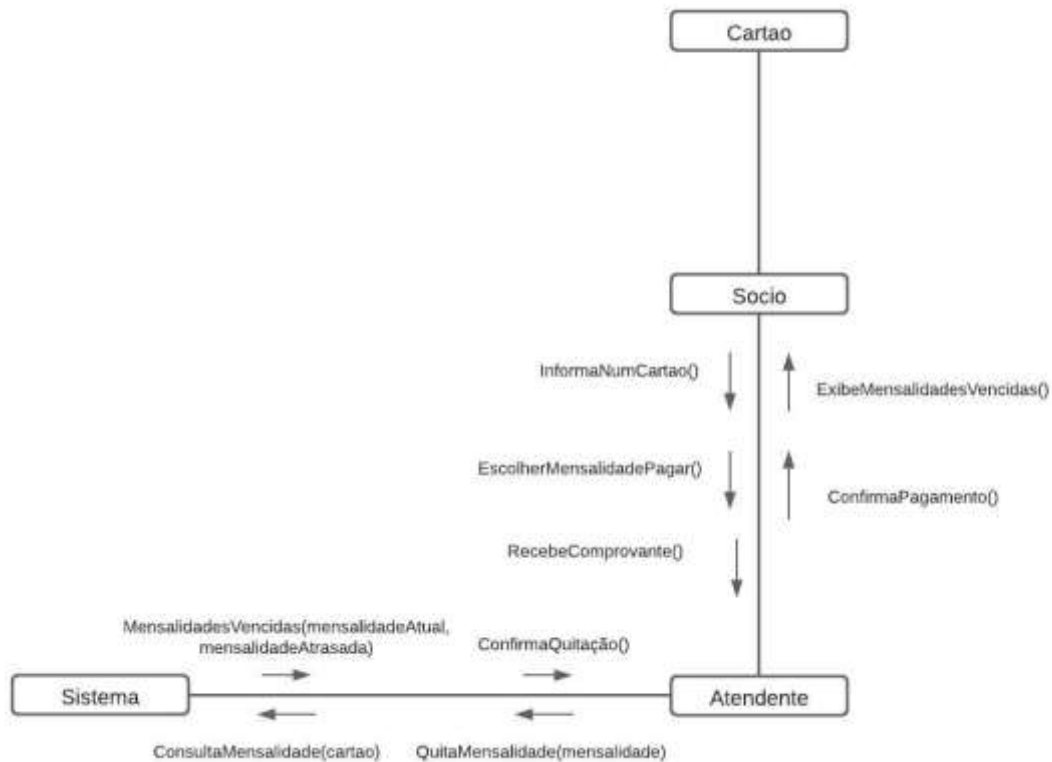 Cartao
Socio
InformaNumCartao()
ExibeMensalidadesVencidas()
EscolherMensalidadePagar()
ConfirmaPagamento()
RecebeComprovante()
MensalidadesVencidas(mensalidadeAtual,
mensalidadeAtrasada)
ConfirmaQuitação()
Sistema
Atendente
ConsultaMensalidade(cartao)
QuitaMensalidade(mensalidade)